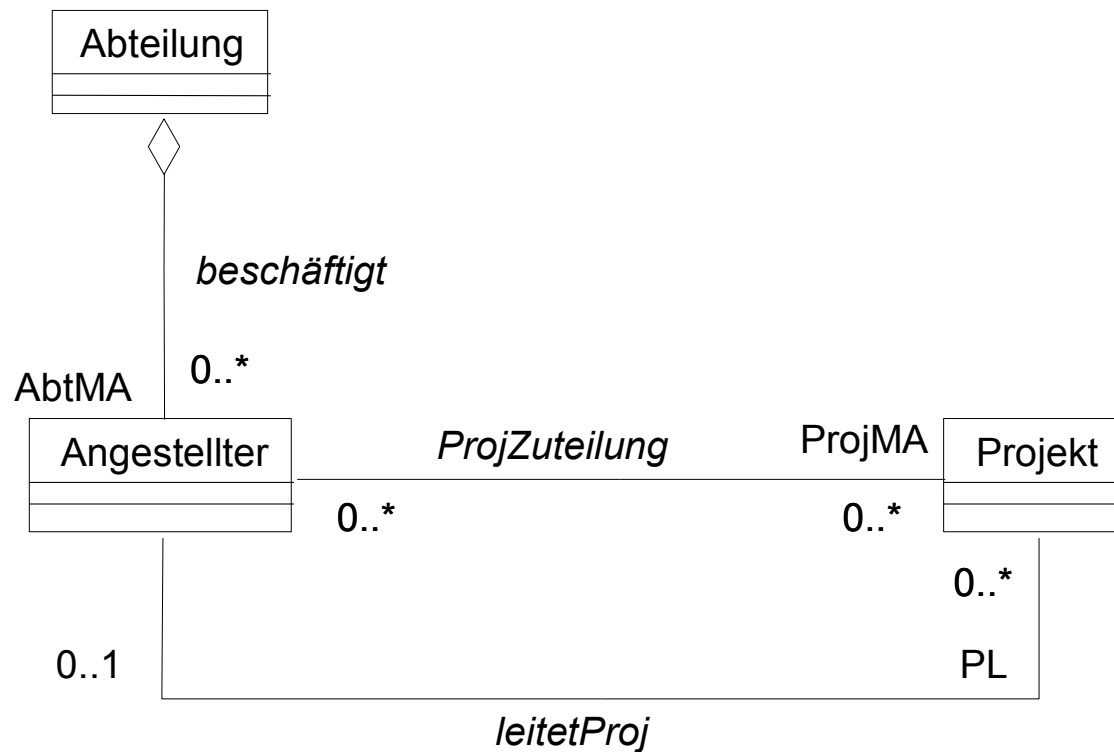 Abteilung
beschäftigt
0..*
AbtMA
Angestellter
ProjZuteilung
ProjMA
Projekt
0..*
0..*
0..*
0..1
PL
leitetProj